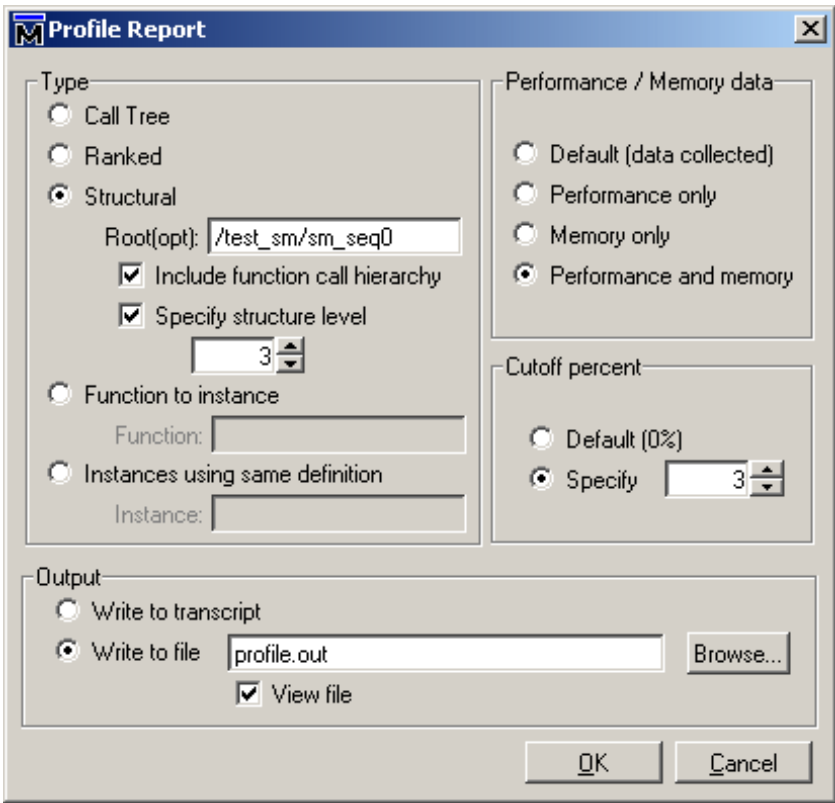 Profile Report
Type
Call Tree
Ranked
Structural
Root(opt): /test_sm/sm_seq0
Include function call hierarchy
Specify structure level
3
Function to instance
Function:
Instances using same definition
Instance:
Performance / Memory data
Default (data collected)
Performance only
Memory only
Performance and memory
Cutoff percent
Default (0%)
Specify 3
Output
Write to transcript
Write to file profile.out Browse...
View file
OK Cancel